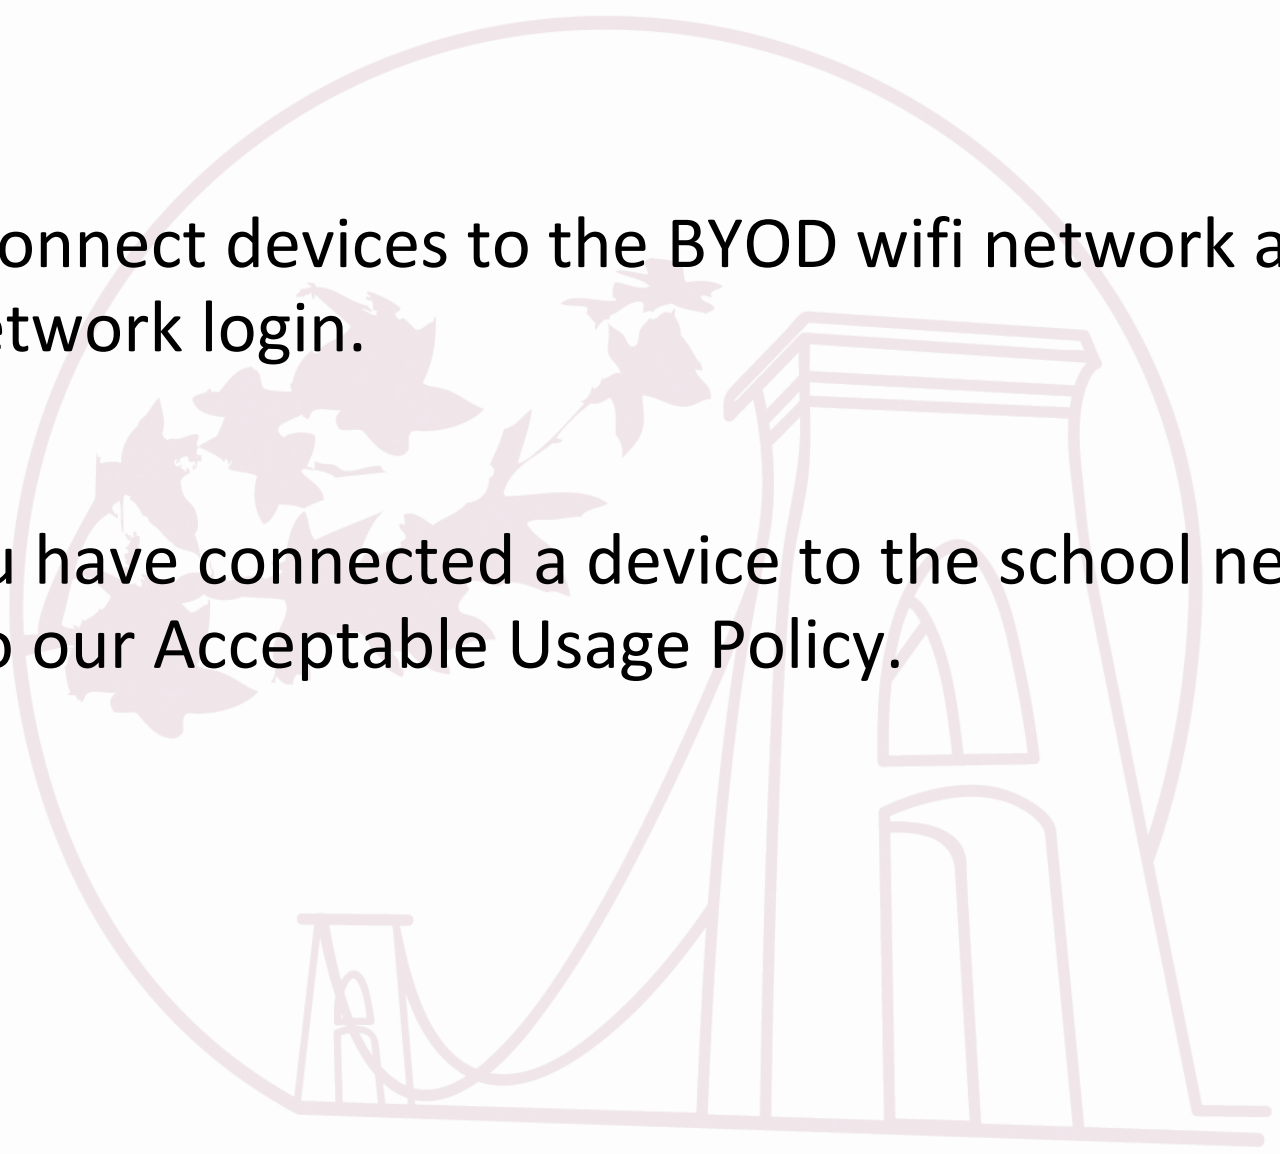 onnect devices to the BYOD wifi network a
etwork login.
u have connected a device to the school ne
o our Acceptable Usage Policy.